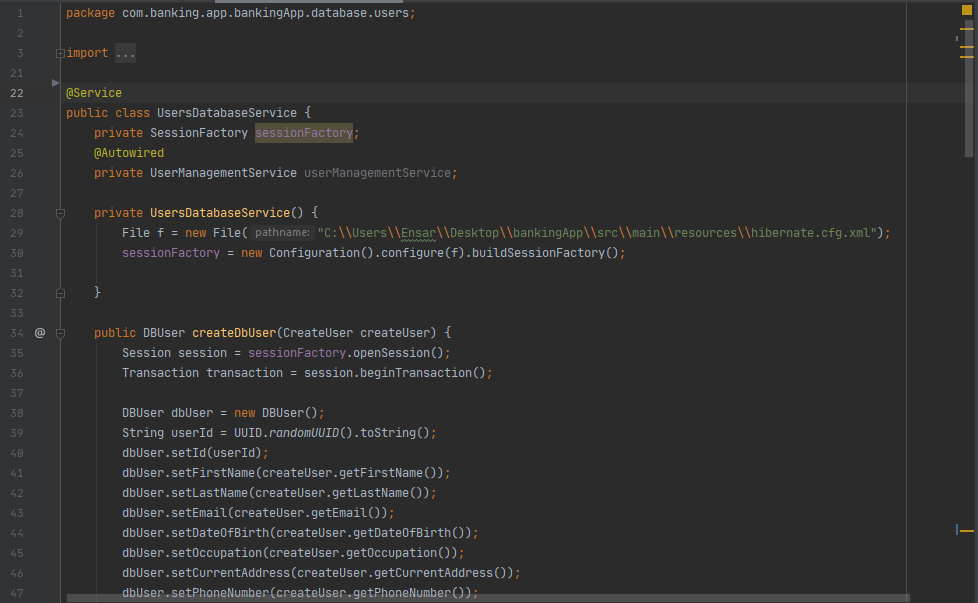 1 package com.banking.app.bankingApp.database.users;
2
3 import ...
21
22 @Service
23 public class UsersDatabaseService {
24 private SessionFactory sessionFactory;
25 @Autowired
26 private UserManagementService userManagementService;
27
28 private UsersDatabaseService() {
29 File f = new File( pathname: "C:\\Users\\Ensar\\Desktop\\bankingApp\\src\\main\\resources\\hibernate.cfg.xml");
30 sessionFactory = new Configuration().configure(f).buildSessionFactory();
31
32 }
33
34 @ public DBUser createDbUser(CreateUser createUser) {
35 Session session = sessionFactory.openSession();
36 Transaction transaction = session.beginTransaction();
37
38 DBUser dbUser = new DBUser();
39 String userId = UUID.randomUUID().toString();
40 dbUser.setId(userId);
41 dbUser.setFirstName(createUser.getFirstName());
42 dbUser.setLastName(createUser.getLastName());
43 dbUser.setEmail(createUser.getEmail());
44 dbUser.setDateOfBirth(createUser.getDateOfBirth());
45 dbUser.setOccupation(createUser.getOccupation());
46 dbUser.setCurrentAddress(createUser.getCurrentAddress());
47 dbUser.setPhoneNumber(createUser.getPhoneNumber());